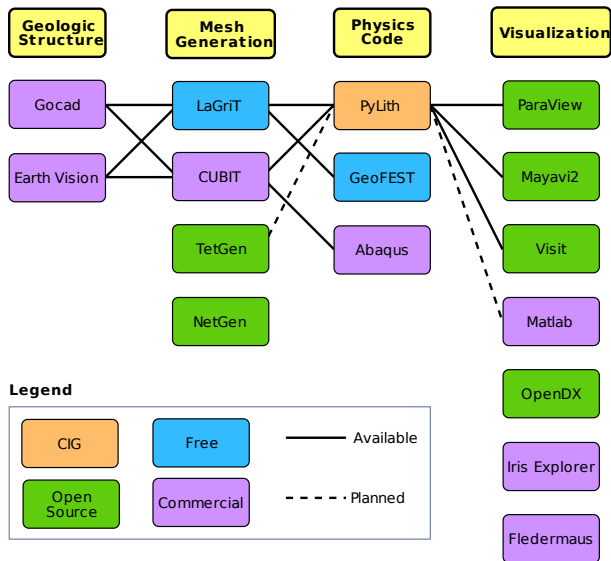 Geologic
Structure
Mesh
Generation
Physics
Code
Visualization
Gocad
LaGriT
PyLith
ParaView
Earth Vision
CUBIT
GeoFEST
Mayavi2
TetGen
Abaqus
Visit
NetGen
Matlab
OpenDX
Iris Explorer
Fledermaus
Legend
CIG
Free
Available
Open
Source
Commercial
Planned